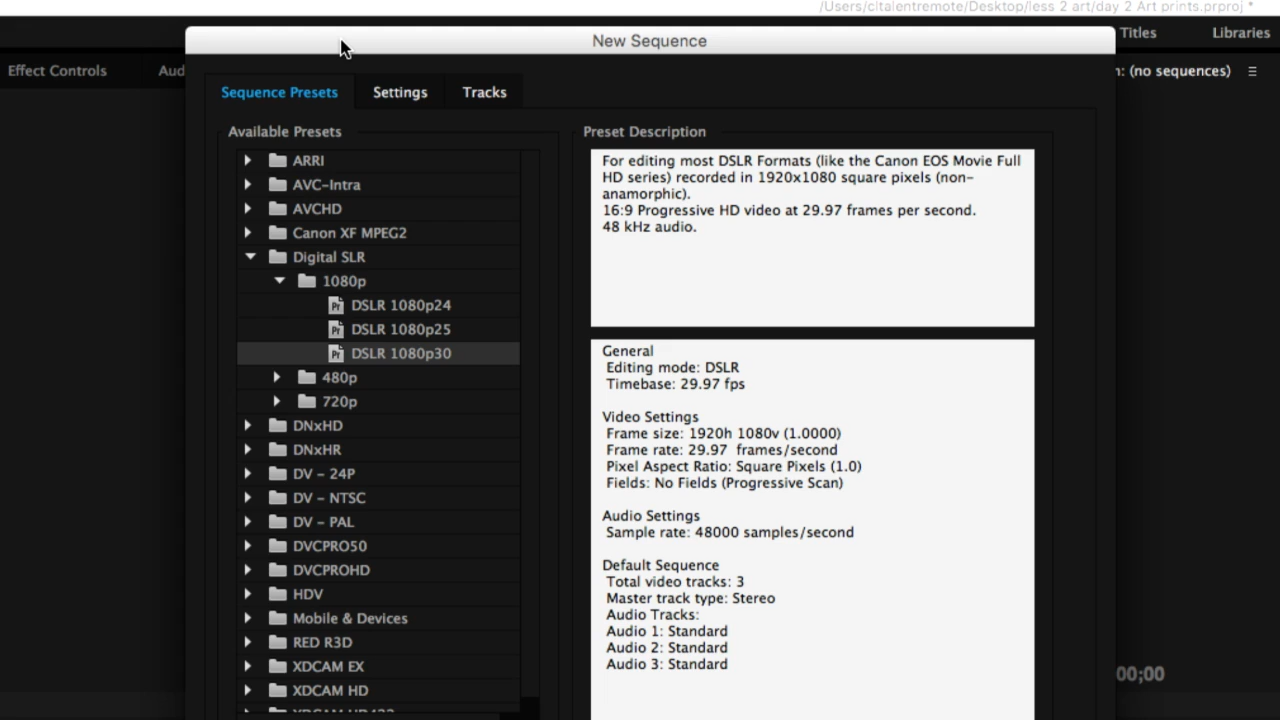 /Users/citalentremote/Desktop/less 2 art/day 2 Art prints.prproj *
New Sequence
Titles
Libraries
Effect Controls
Aud
n: (no sequences)
Sequence Presets
Settings
Tracks
Available Presets
ARRI
AVC-Intra
AVCHD
Canon XF MPEG2
Digital SLR
1080p
DSLR 1080p24
DSLR 1080p25
DSLR 1080p30
480p
720p
DNxHD
DNxHR
DV - 24P
DV - NTSC
DV - PAL
DVCPRO50
DVCPROHD
HDV
Mobile & Devices
RED R3D
XDCAM EX
XDCAM HD
Preset Description
For editing most DSLR Formats (like the Canon EOS Movie Full
HD series) recorded in 1920x1080 square pixels (non-
anamorphic).
16:9 Progressive HD video at 29.97 frames per second.
48 kHz audio.
General
Editing mode: DSLR
Timebase: 29.97 fps
Video Settings
Frame size: 1920h 1080v (1.0000)
Frame rate: 29.97 frames/second
Pixel Aspect Ratio: Square Pixels (1.0)
Fields: No Fields (Progressive Scan)
Audio Settings
Sample rate: 48000 samples/second
Default Sequence
Total video tracks: 3
Master track type: Stereo
Audio Tracks:
Audio 1: Standard
Audio 2: Standard
Audio 3: Standard
00;00